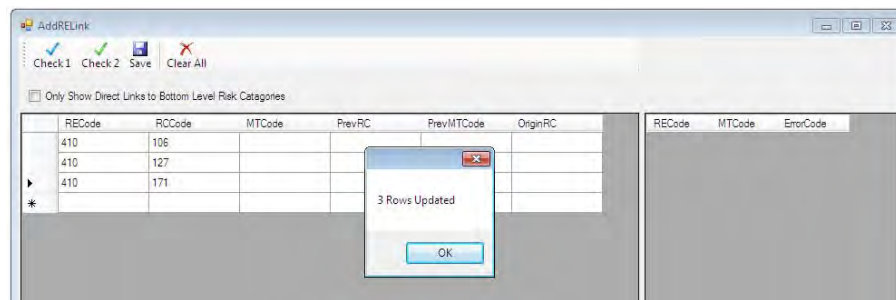 AddRELink
Check 1 Check 2 Save Clear All
Only Show Direct Links to Bottom Level Risk Catagories
RECode RCCode MTCode PrevRC PrevMTCode OriginRC RECode MTCode ErrorCode
410 106
410 127
410 171
3 Rows Updated
OK